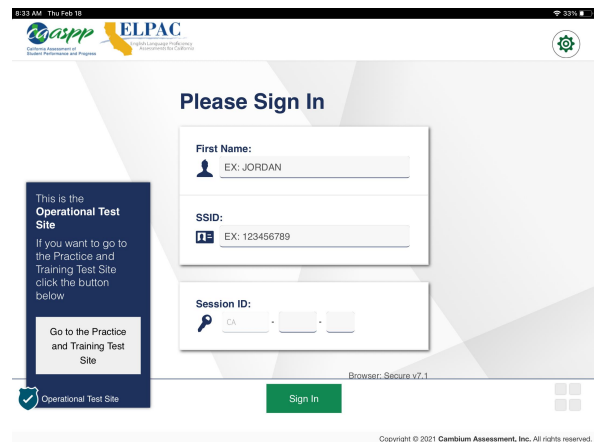 8:33 AM Thu Feb 18
33%
caaspp
California Assessment of
Student Performance and Progress
ELPAC
English Language Proficiency
Assessments for California
Please Sign In
First Name:
EX: JORDAN
SSID:
EX: 123456789
Session ID:
CA - -
This is the
Operational Test
Site
If you want to go to
the Practice and
Training Test Site
click the button
below
Go to the Practice
and Training Test
Site
Browser: Secure v7.1
Operational Test Site
Sign In
Copyright © 2021 Cambium Assessment, Inc. All rights reserved.